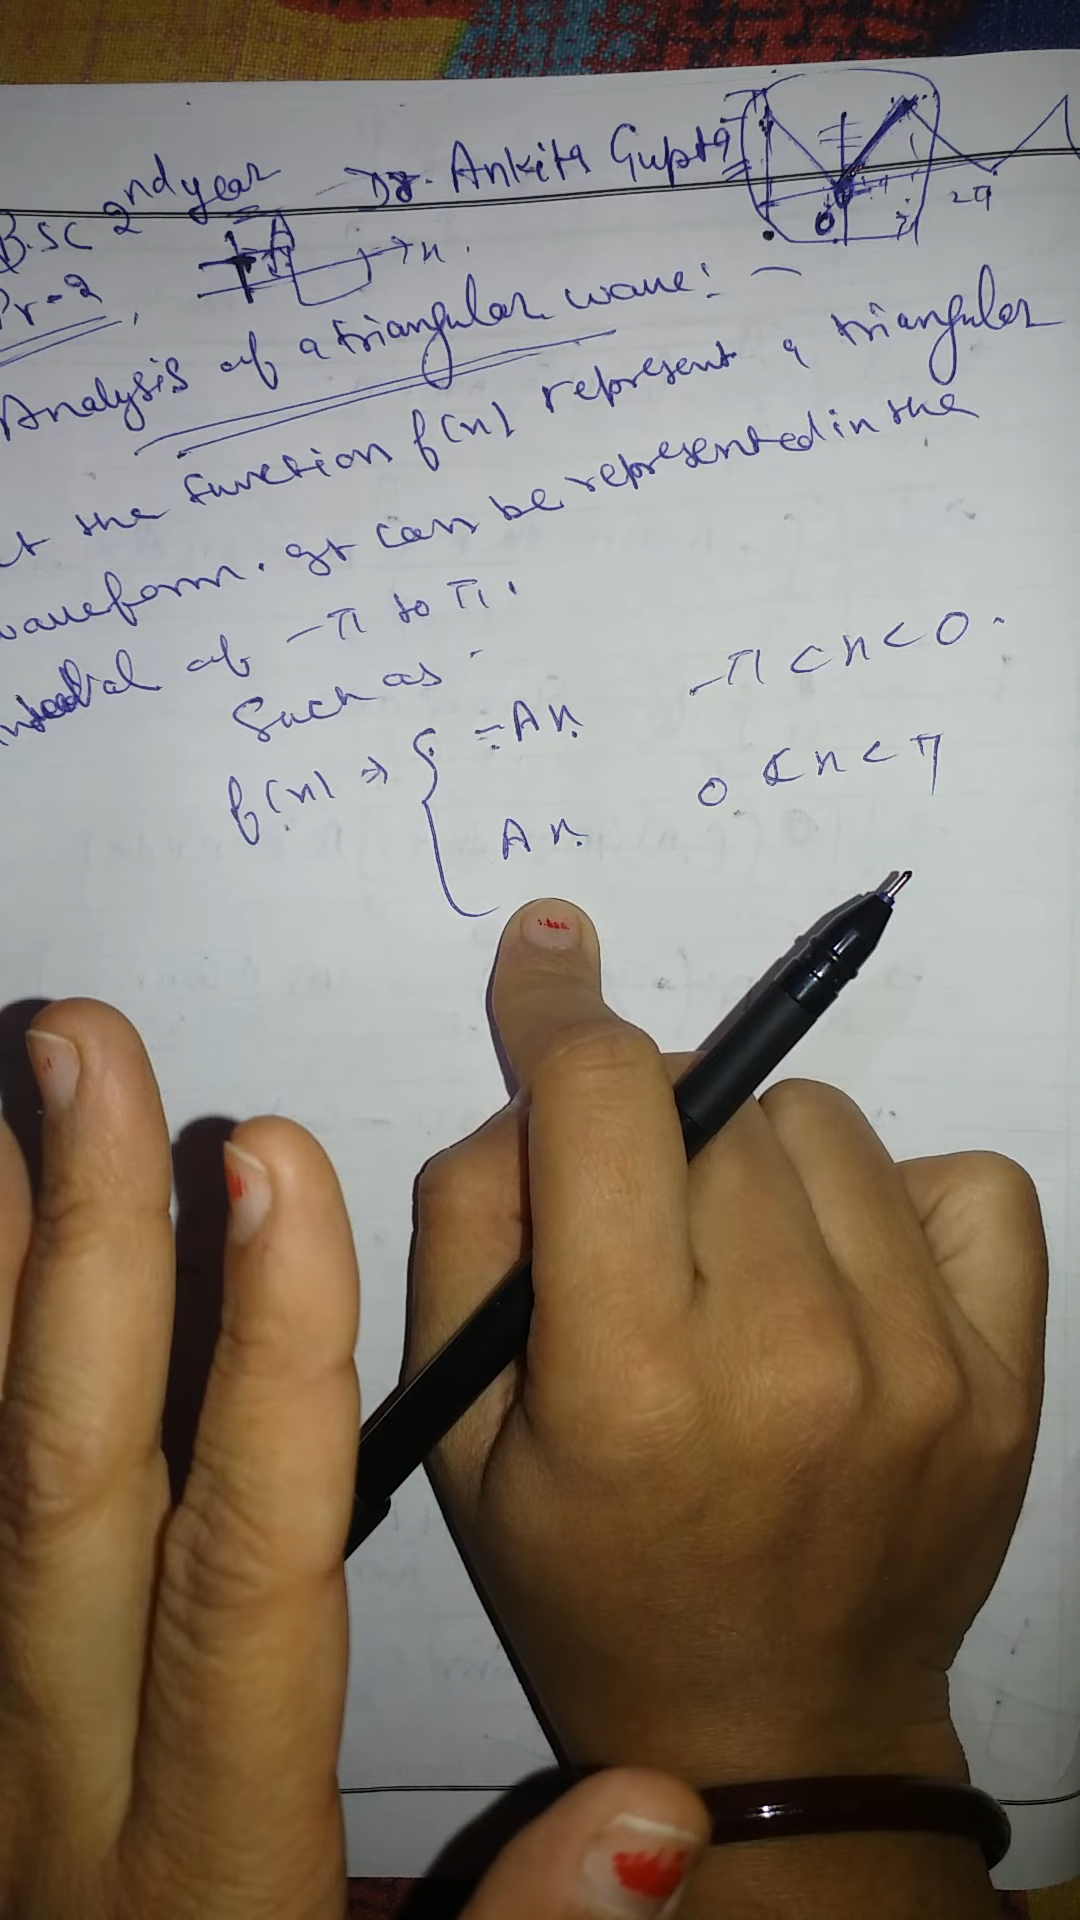 B.SC 2nd year Dr. Ankita Gupta
Pr-2
A
→x
O
π
2π
Analysis of a triangular wave:-
the function f(x) represent a triangular
waveform. It can be represented in the
of -π to π.
Such as
f(x) ⇒ { -Ax -π < x < 0.
Ax 0 < x < π